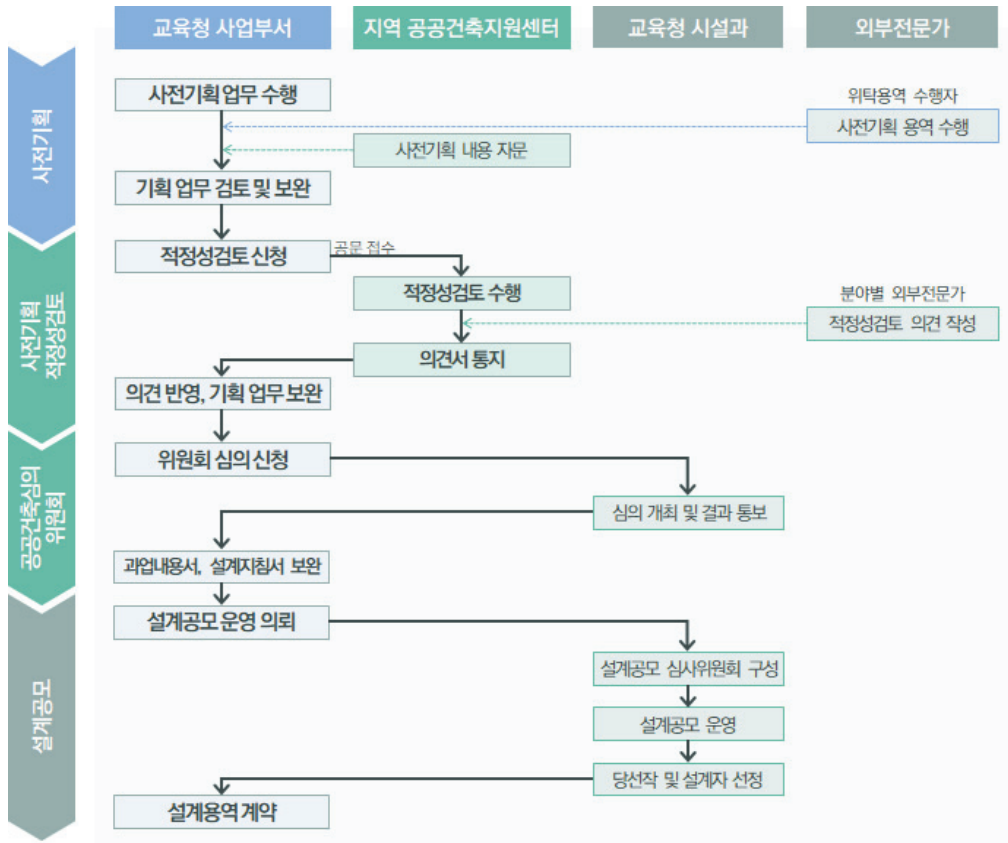 교육청 사업부서
지역 공공건축지원센터
교육청 시설과
외부전문가
사전기획
사전기획 업무 수행
위탁용역 수행자
사전기획 용역 수행
사전기획 내용 자문
기획 업무 검토 및 보완
사전기획
적정성검토
적정성검토 신청
공문 접수
적정성검토 수행
분야별 외부전문가
적정성검토 의견 작성
의견서 통지
의견 반영, 기획 업무 보완
공공건축심의
위원회
위원회 심의 신청
심의 개최 및 결과 통보
과업내용서, 설계지침서 보완
설계공모
설계공모 운영 의뢰
설계공모 심사위원회 구성
설계공모 운영
당선작 및 설계자 선정
설계용역 계약